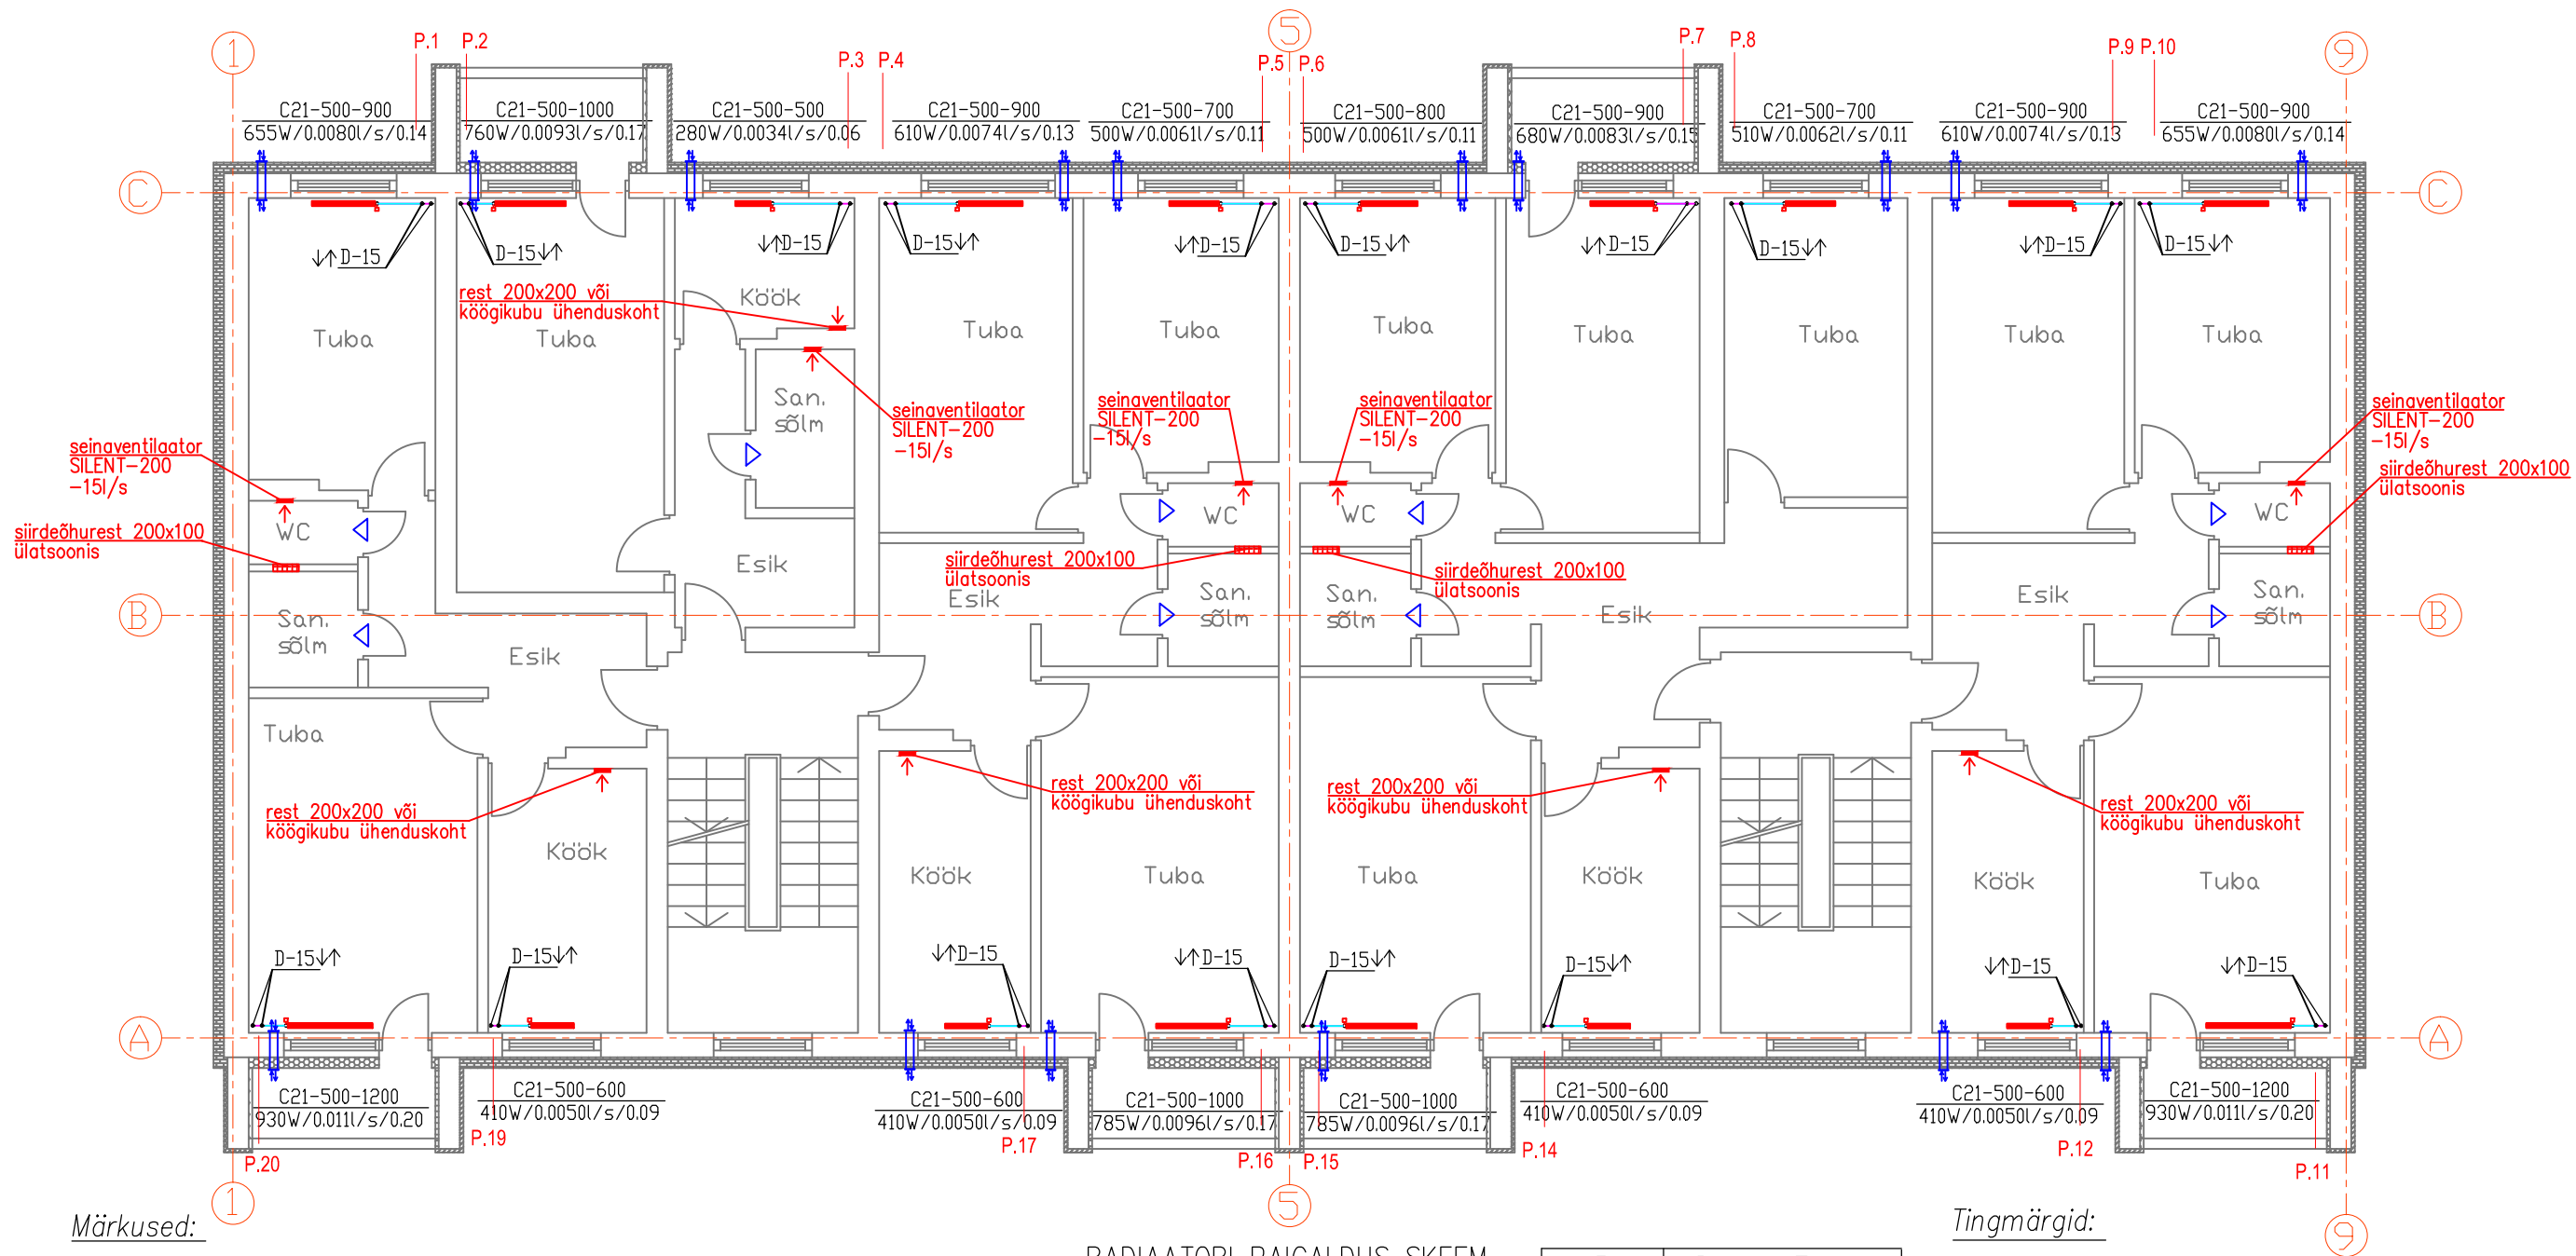 1
5
9
P.1
P.2
P.3
P.4
P.5
P.6
P.7
P.8
P.9
P.10
C21-500-900
655W/0.0080l/s/0.14
C21-500-1000
760W/0.0093l/s/0.17
C21-500-500
280W/0.0034l/s/0.06
C21-500-900
610W/0.0074l/s/0.13
C21-500-700
500W/0.0061l/s/0.11
C21-500-800
500W/0.0061l/s/0.11
C21-500-900
680W/0.0083l/s/0.15
C21-500-700
510W/0.0062l/s/0.11
C21-500-900
610W/0.0074l/s/0.13
C21-500-900
655W/0.0080l/s/0.14
C
C
↓↑D-15
D-15↓↑
↓↑D-15
D-15↓↑
↓↑D-15
D-15↓↑
↓↑D-15
D-15↓↑
↓↑D-15
D-15↓↑
rest 200x200 või
köögikubu ühenduskoht
Köök
Tuba
Tuba
Tuba
Tuba
Tuba
Tuba
Tuba
Tuba
Tuba
San.
sõlm
seinaventilaator
SILENT-200
-15l/s
seinaventilaator
SILENT-200
-15l/s
seinaventilaator
SILENT-200
-15l/s
seinaventilaator
SILENT-200
-15l/s
seinaventilaator
SILENT-200
-15l/s
siirdeõhurest 200x100
ülatsoonis
siirdeõhurest 200x100
ülatsoonis
WC
WC
WC
WC
siirdeõhurest 200x100
ülatsoonis
siirdeõhurest 200x100
ülatsoonis
Esik
Esik
Esik
Esik
B
B
San.
sõlm
San.
sõlm
San.
sõlm
San.
sõlm
Esik
Tuba
rest 200x200 või
köögikubu ühenduskoht
rest 200x200 või
köögikubu ühenduskoht
rest 200x200 või
köögikubu ühenduskoht
rest 200x200 või
köögikubu ühenduskoht
Köök
Köök
Tuba
Tuba
Köök
Köök
Tuba
D-15↓↑
D-15↓↑
↓↑D-15
↓↑D-15
D-15↓↑
D-15↓↑
↓↑D-15
↓↑D-15
A
A
C21-500-1200
930W/0.011l/s/0.20
C21-500-600
410W/0.0050l/s/0.09
C21-500-600
410W/0.0050l/s/0.09
C21-500-1000
785W/0.0096l/s/0.17
C21-500-1000
785W/0.0096l/s/0.17
C21-500-600
410W/0.0050l/s/0.09
C21-500-600
410W/0.0050l/s/0.09
C21-500-1200
930W/0.011l/s/0.20
P.20
P.19
P.17
P.16
P.15
P.14
P.12
P.11
1
5
9
Märkused:
Tingmärgid:
RADIAATORI PAIGALDUS SKEEM